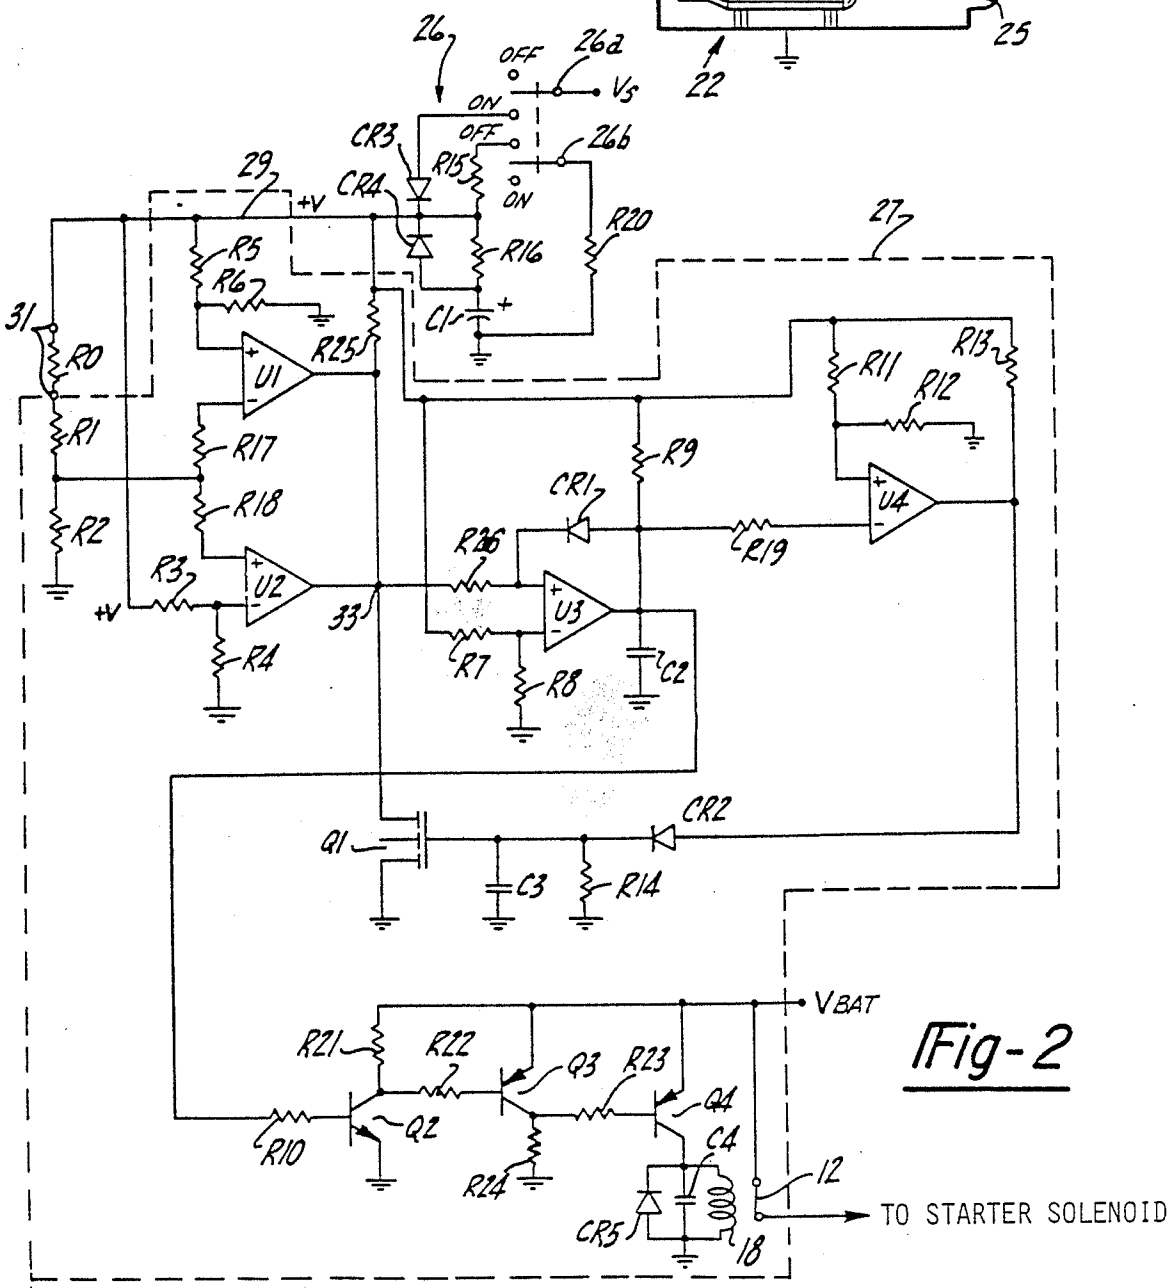 26
OFF
26a
VS
22
25
ON
OFF
26b
CR3
R15
ON
29
CR4
+V
R20
27
R5
R16
R6
31
C1
+
R25
R13
R0
+
U1
-
R11
R12
R1
R17
R9
CR1
+
U4
-
R18
R2
R26
R19
+
U2
-
R3
+V
33
+
U3
-
R4
R7
R8
C2
CR2
Q1
C3
R14
VBAT
R21
R22
Q3
R23
Fig-2
Q4
Q2
C4
R10
R24
12
CR5
18
TO STARTER SOLENOID